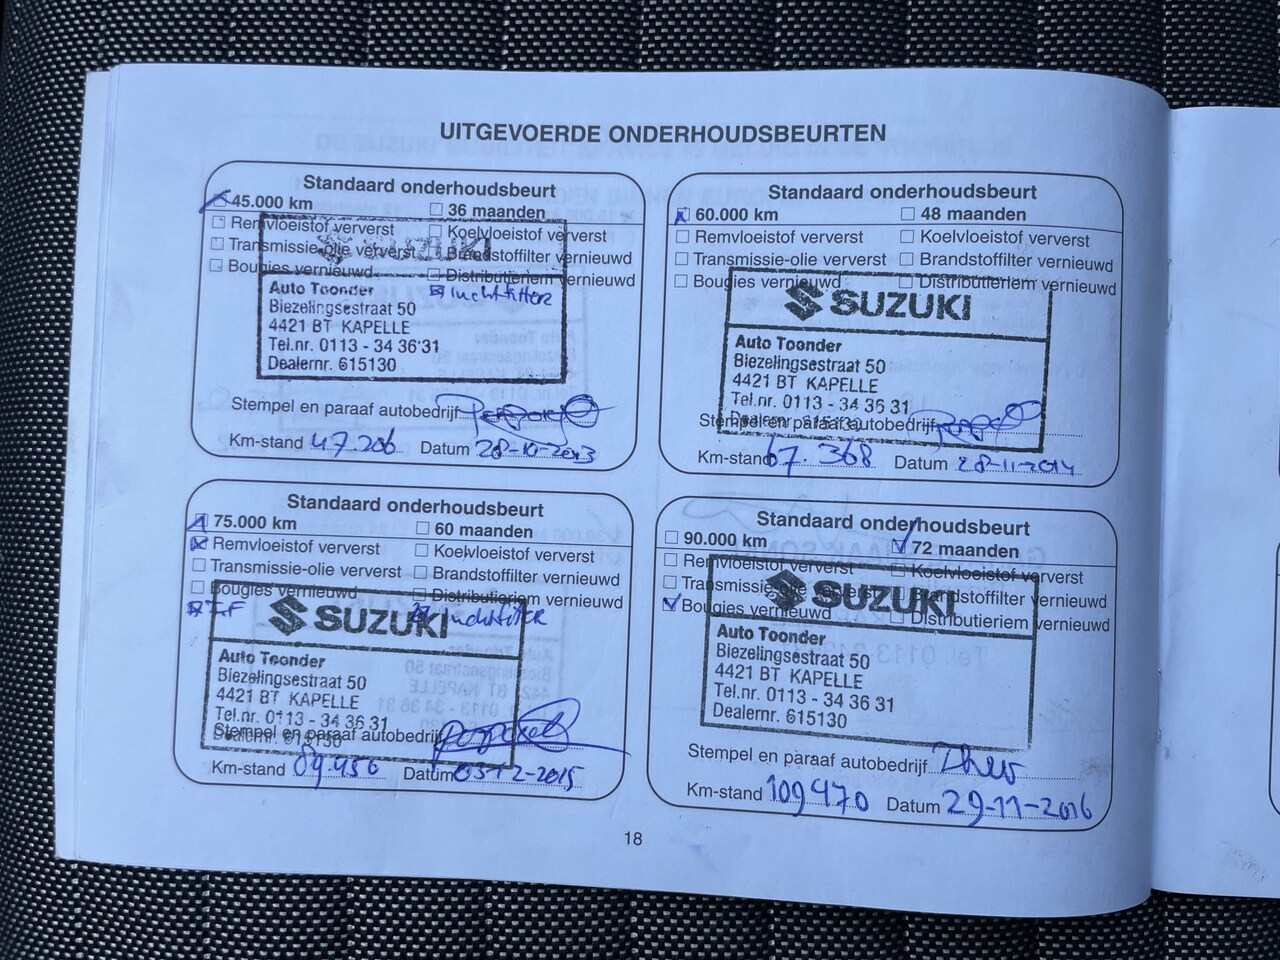 UITGEVOERDE ONDERHOUDSBEURTEN
Standaard onderhoudsbeurt
45.000 km
36 maanden
Remvloeistof ververst
Koelvloeistof ververst
Transmissie-olie ververst
Brandstoffilter vernieuwd
Bougies vernieuwd
Distributieriem vernieuwd
SUZUKI
luchtfilter
Auto Toonder
Biezelingsestraat 50
4421 BT KAPELLE
Tel.nr. 0113 - 34 36 31
Dealernr. 615130
Stempel en paraaf autobedrijf
Km-stand 47.206 Datum 28-10-2013
Standaard onderhoudsbeurt
60.000 km
48 maanden
Remvloeistof ververst
Koelvloeistof ververst
Transmissie-olie ververst
Brandstoffilter vernieuwd
Bougies vernieuwd
Distributieriem vernieuwd
SUZUKI
Auto Toonder
Biezelingsestraat 50
4421 BT KAPELLE
Tel.nr. 0113 - 34 36 31
Dealernr. 615130
Stempel en paraaf autobedrijf
Km-stand 67.368 Datum 28-11-2014
Standaard onderhoudsbeurt
75.000 km
60 maanden
Remvloeistof ververst
Koelvloeistof ververst
Transmissie-olie ververst
Brandstoffilter vernieuwd
Bougies vernieuwd
Distributieriem vernieuwd
IF
luchtfilter
SUZUKI
Auto Toonder
Biezelingsestraat 50
4421 BT KAPELLE
Tel.nr. 0113 - 34 36 31
Dealernr. 615130
Stempel en paraaf autobedrijf
Km-stand 89.456 Datum 03-12-2015
Standaard onderhoudsbeurt
90.000 km
72 maanden
Remvloeistof ververst
Koelvloeistof ververst
Transmissie-olie ververst
Brandstoffilter vernieuwd
Bougies vernieuwd
Distributieriem vernieuwd
SUZUKI
Auto Toonder
Biezelingsestraat 50
4421 BT KAPELLE
Tel.nr. 0113 - 34 36 31
Dealernr. 615130
Stempel en paraaf autobedrijf
Km-stand 109470 Datum 29-11-2016
18